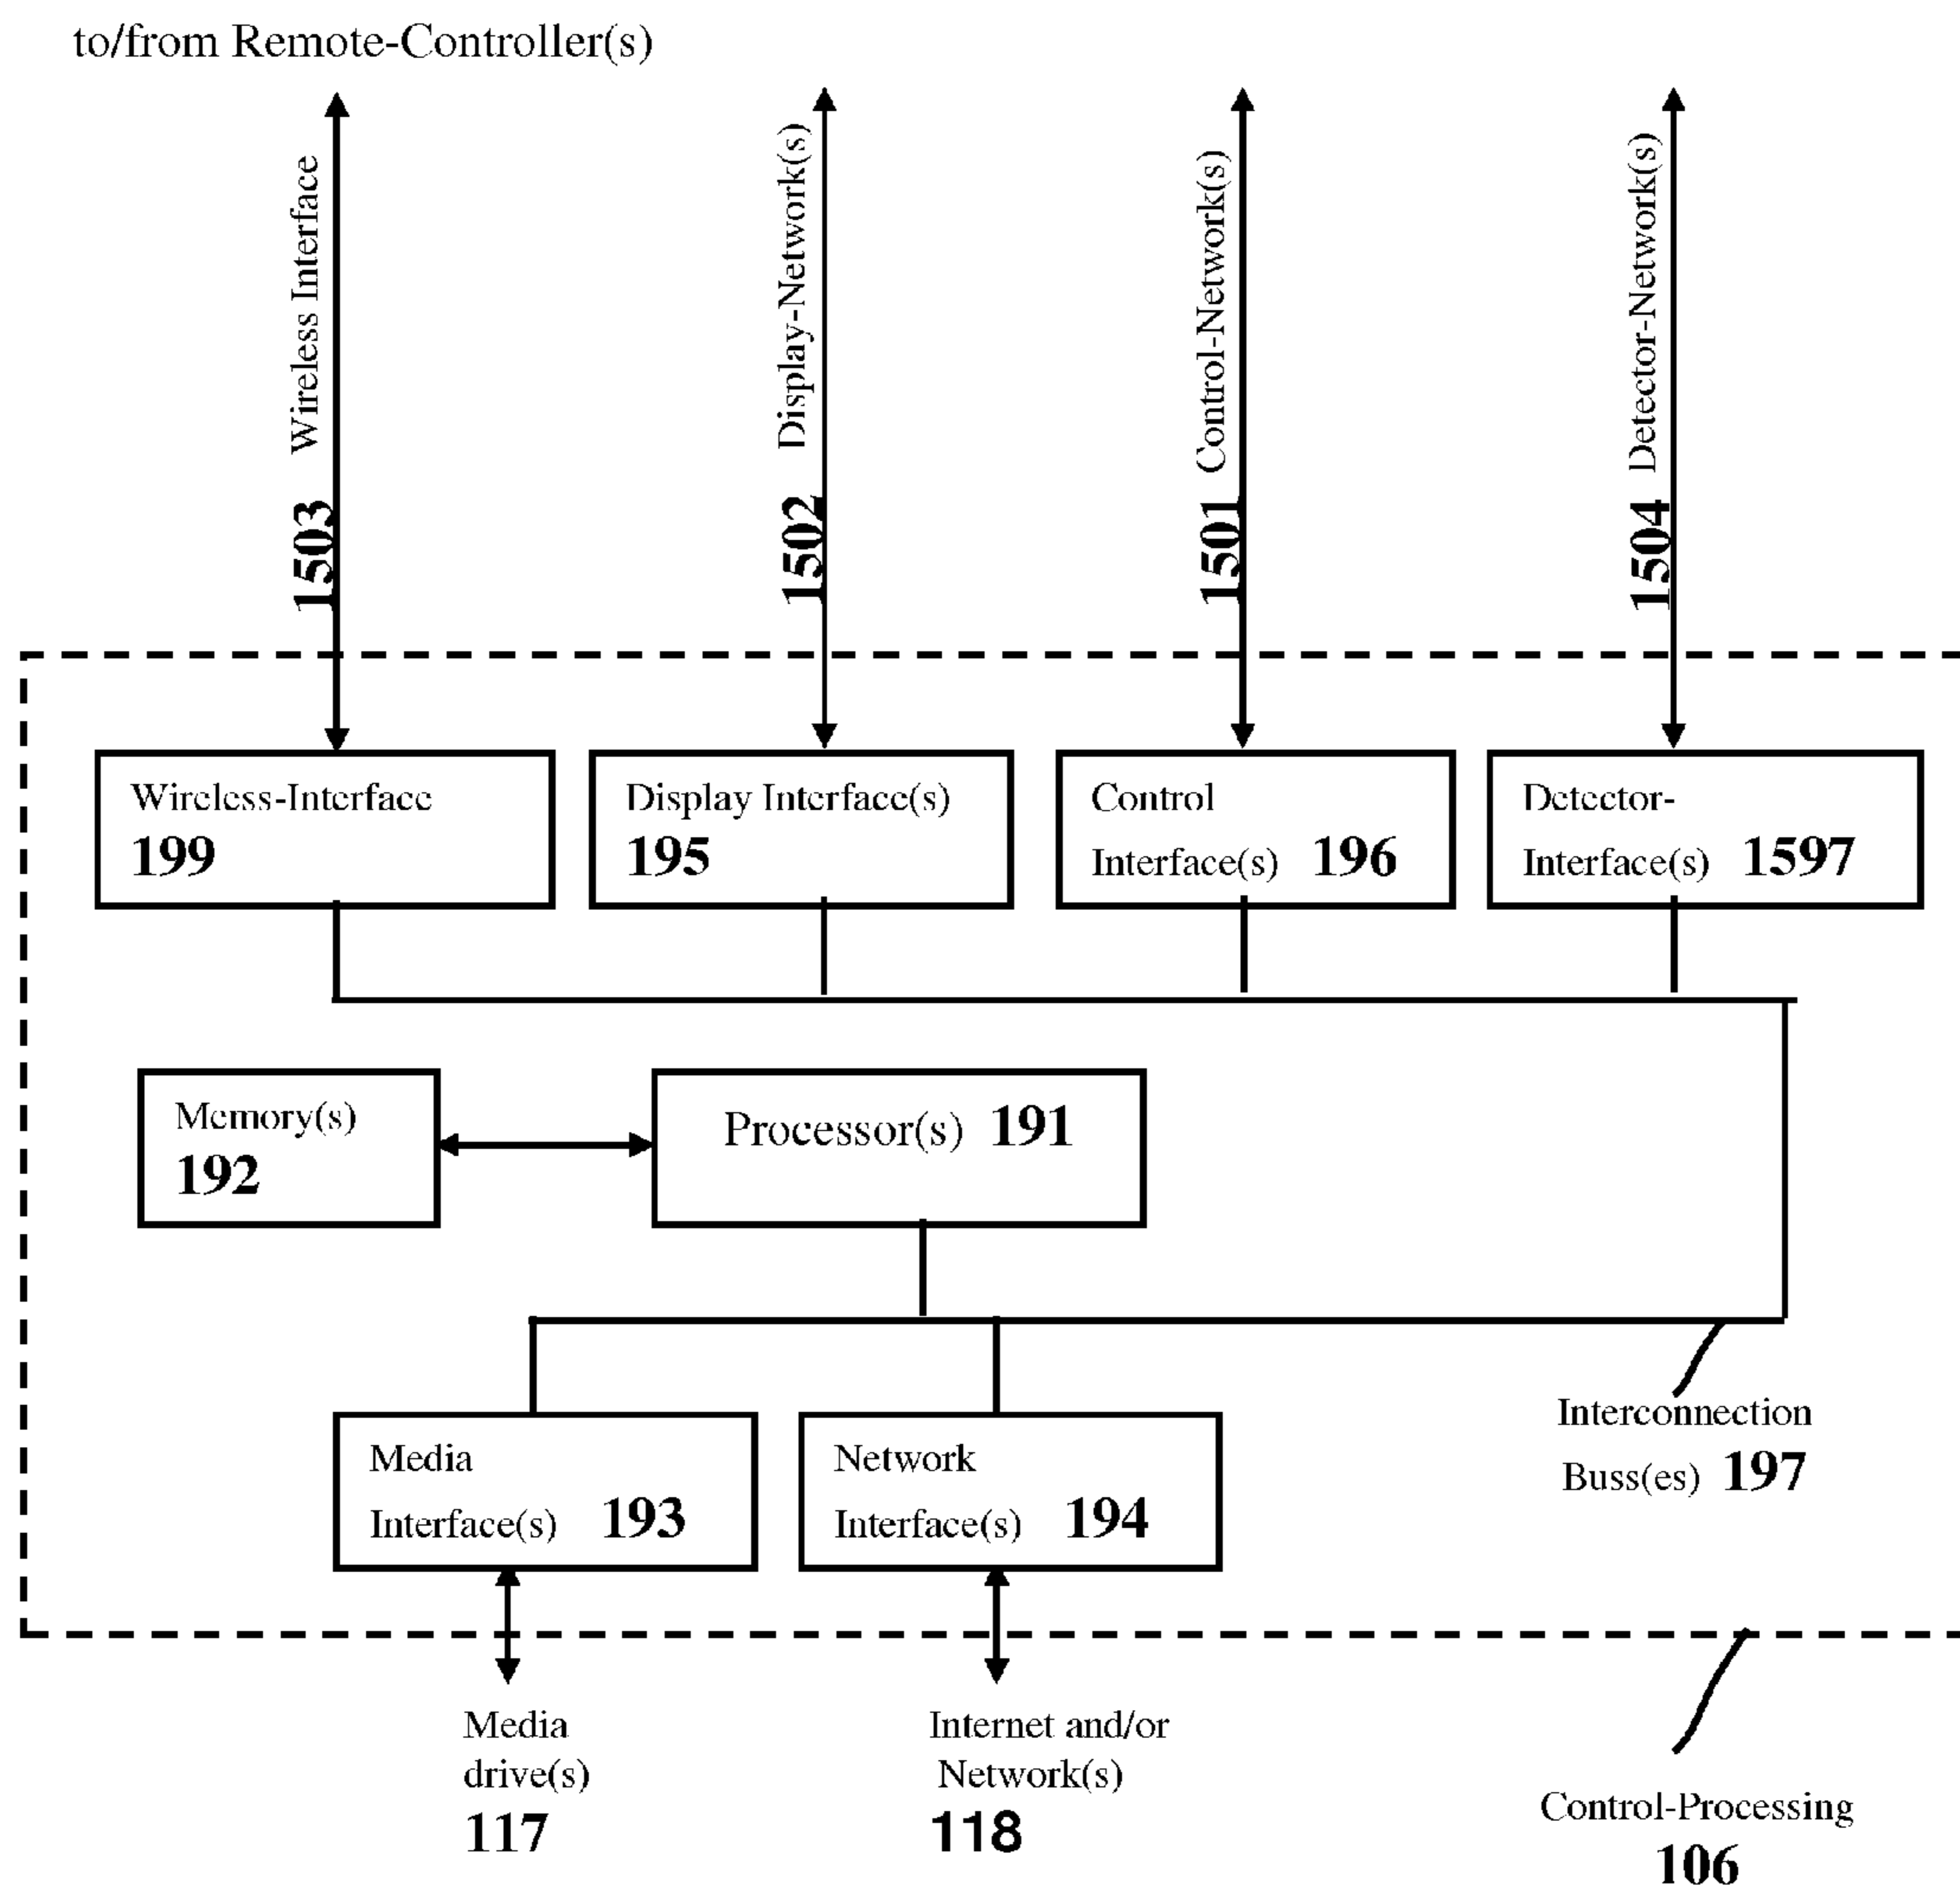 to/from Remote-Controller(s)
1503 Wireless Interface
1502 Display-Network(s)
1501 Control-Network(s)
1504 Detector-Network(s)
Wireless-Interface
199
Display Interface(s)
195
Control
Interface(s) 196
Detector-
Interface(s) 1597
Memory(s)
192
Processor(s) 191
Media
Interface(s) 193
Network
Interface(s) 194
Interconnection
Buss(es) 197
Media
drive(s)
117
Internet and/or
Network(s)
118
Control-Processing
106